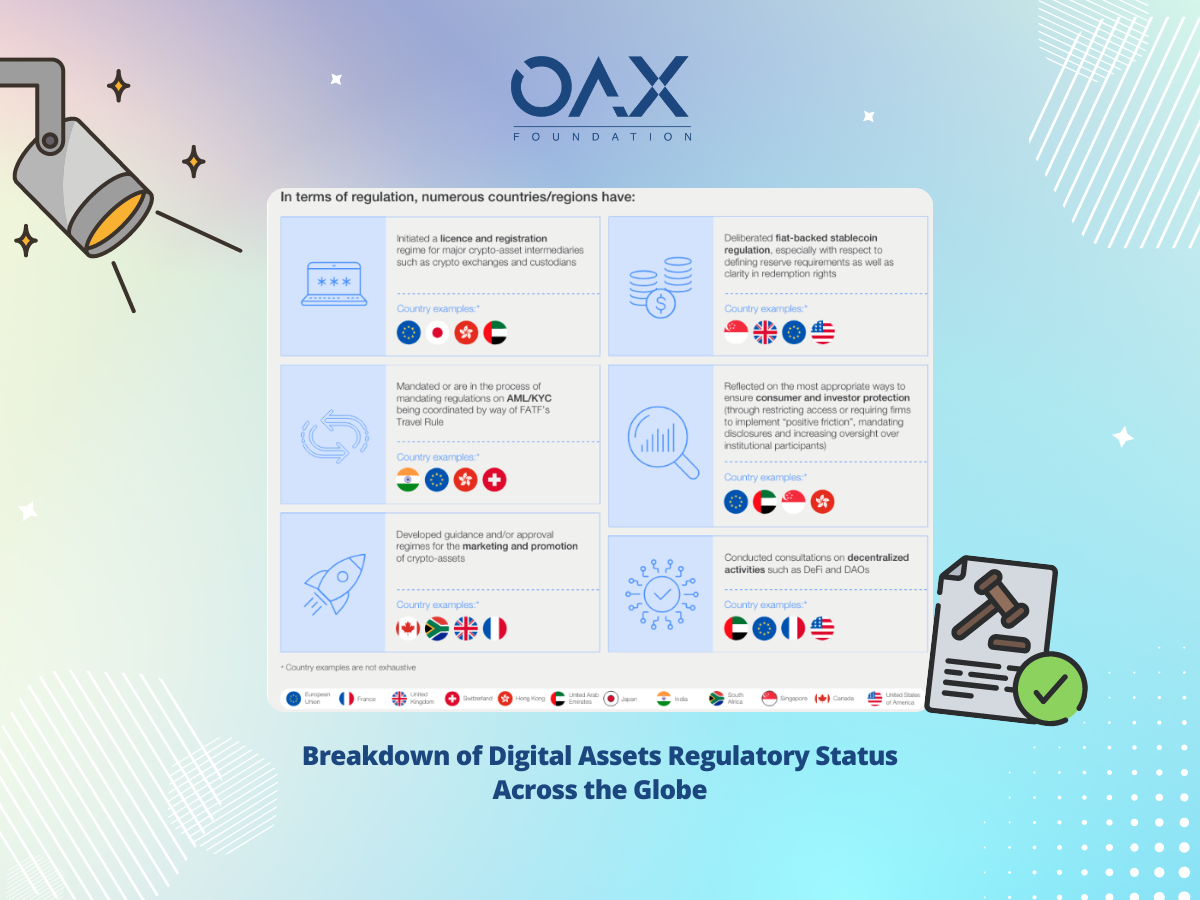 OAX
FOUNDATION
In terms of regulation, numerous countries/regions have:
Initiated a licence and registration
regime for major crypto-asset intermediaries
such as crypto exchanges and custodians
Country examples:*
Deliberated fiat-backed stablecoin
regulation, especially with respect to
defining reserve requirements as well as
clarity in redemption rights
Country examples:*
Mandated or are in the process of
mandating regulations on AML/KYC
being coordinated by way of FATF's
Travel Rule
Country examples:*
Reflected on the most appropriate ways to
ensure consumer and investor protection
(through restricting access or requiring firms
to implement "positive friction", mandating
disclosures and increasing oversight over
institutional participants)
Country examples:*
Developed guidance and/or approval
regimes for the marketing and promotion
of crypto-assets
Country examples:*
Conducted consultations on decentralized
activities such as DeFi and DAOs
Country examples:*
* Country examples are not exhaustive
European
Union
France
United
Kingdom
Switzerland
Hong Kong
United Arab
Emirates
Japan
India
South
Africa
Singapore
Canada
United States
of America
Breakdown of Digital Assets Regulatory Status
Across the Globe